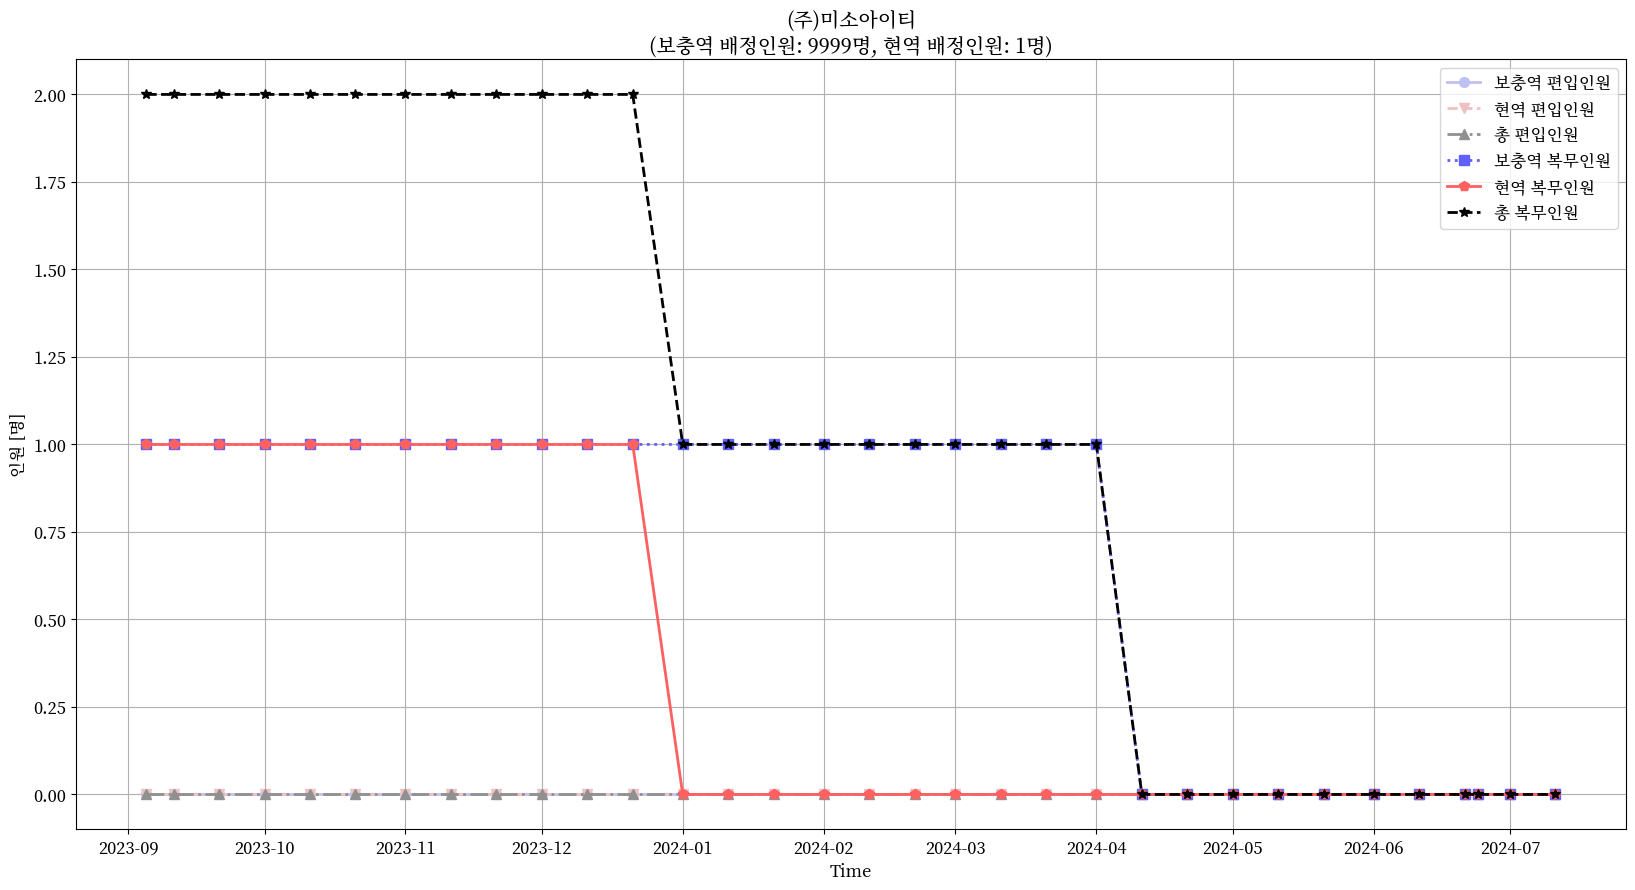 (주)미소아이티
(보충역 배정인원: 9999명, 현역 배정인원: 1명)
보충역 편입인원
현역 편입인원
총 편입인원
보충역 복무인원
현역 복무인원
총 복무인원
인원 [명]
2.00
1.75
1.50
1.25
1.00
0.75
0.50
0.25
0.00
2023-09 2023-10 2023-11 2023-12 2024-01 2024-02 2024-03 2024-04 2024-05 2024-06 2024-07
Time